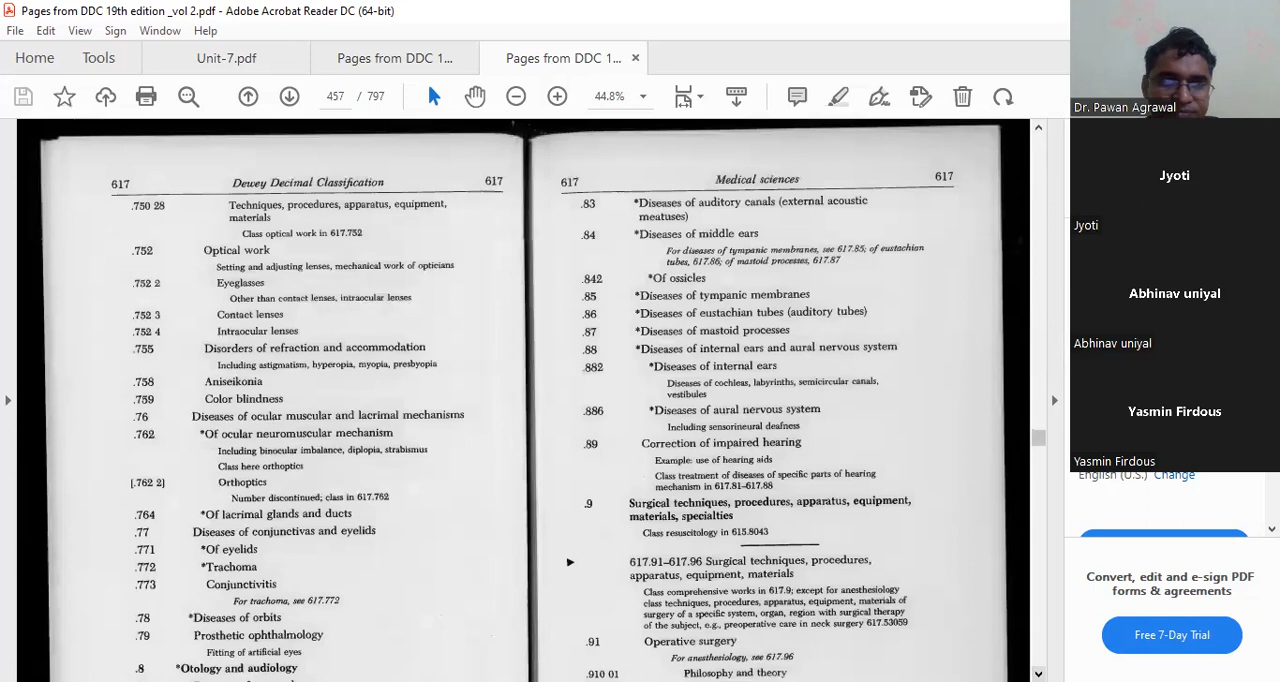 Pages from DDC 19th edition _vol 2.pdf - Adobe Acrobat Reader DC (64-bit)
File Edit View Sign Window Help
Home Tools Unit-7.pdf Pages from DDC 1... Pages from DDC 1... ×
457 / 797 44.8%
617 Dewey Decimal Classification 617
.750 28 Techniques, procedures, apparatus, equipment,
materials
Class optical work in 617.752
.752 Optical work
Setting and adjusting lenses, mechanical work of opticians
.752 2 Eyeglasses
Other than contact lenses, intraocular lenses
.752 3 Contact lenses
.752 4 Intraocular lenses
.755 Disorders of refraction and accommodation
Including astigmatism, hyperopia, myopia, presbyopia
.758 Aniseikonia
.759 Color blindness
.76 Diseases of ocular muscular and lacrimal mechanisms
.762 *Of ocular neuromuscular mechanism
Including binocular imbalance, diplopia, strabismus
Class here orthoptics
[.762 2] Orthoptics
Number discontinued; class in 617.762
.764 *Of lacrimal glands and ducts
.77 Diseases of conjunctivas and eyelids
.771 *Of eyelids
.772 *Trachoma
.773 Conjunctivitis
For trachoma, see 617.772
.78 *Diseases of orbits
.79 Prosthetic ophthalmology
Fitting of artificial eyes
.8 *Otology and audiology
617 Medical sciences 617
.83 *Diseases of auditory canals (external acoustic
meatuses)
.84 *Diseases of middle ears
For diseases of tympanic membranes, see 617.85; of eustachian
tubes, 617.86; of mastoid processes, 617.87
.842 *Of ossicles
.85 *Diseases of tympanic membranes
.86 *Diseases of eustachian tubes (auditory tubes)
.87 *Diseases of mastoid processes
.88 *Diseases of internal ears and aural nervous system
.882 *Diseases of internal ears
Diseases of cochleas, labyrinths, semicircular canals,
vestibules
.886 *Diseases of aural nervous system
Including sensorineural deafness
.89 Correction of impaired hearing
Example: use of hearing aids
Class treatment of diseases of specific parts of hearing
mechanism in 617.81–617.88
.9 Surgical techniques, procedures, apparatus, equipment,
materials, specialties
Class resuscitology in 615.8043
617.91–617.96 Surgical techniques, procedures,
apparatus, equipment, materials
Class comprehensive works in 617.9; except for anesthesiology
class techniques, procedures, apparatus, equipment, materials of
surgery of a specific system, organ, region with surgical therapy
of the subject, e.g., preoperative care in neck surgery 617.53059
.91 Operative surgery
For anesthesiology, see 617.96
.910 01 Philosophy and theory
Dr. Pawan Agrawal
Jyoti
Jyoti
Abhinav uniyal
Abhinav uniyal
Yasmin Firdous
Yasmin Firdous
English (U.S.) Change
Convert, edit and e-sign PDF
forms & agreements
Free 7-Day Trial